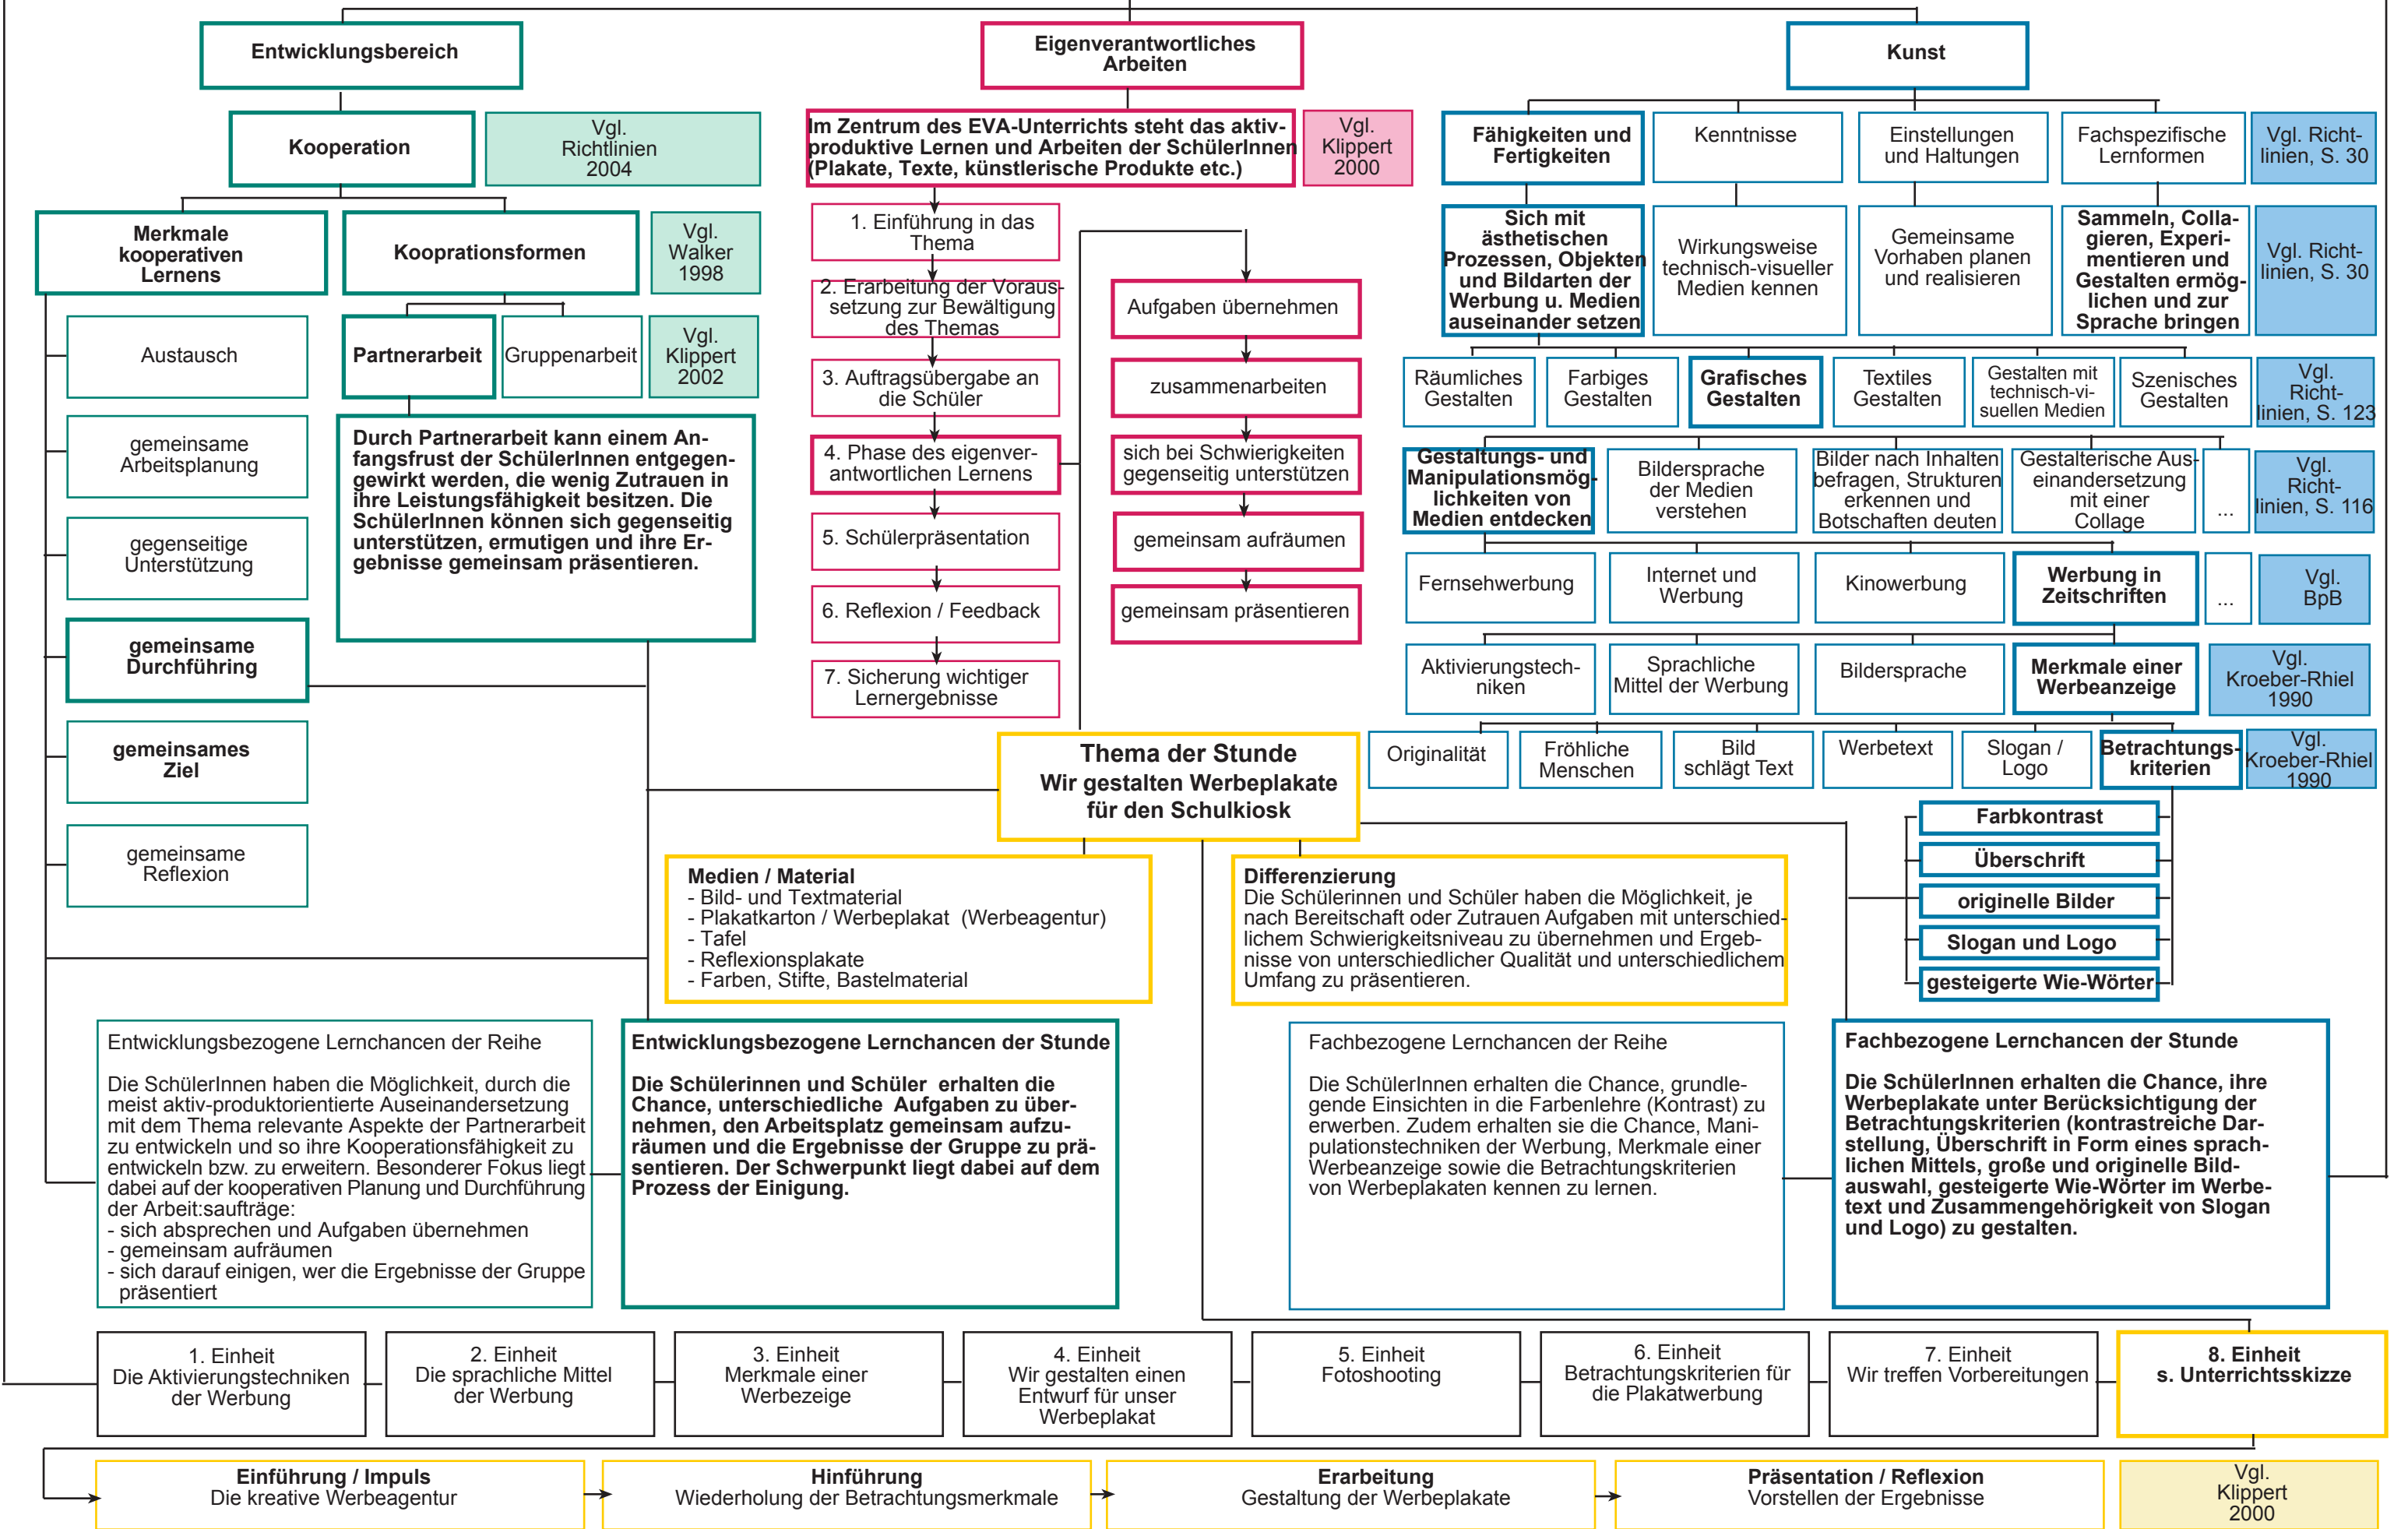 Entwicklungsbereich
Eigenverantwortliches
Arbeiten
Kunst
Kooperation
Vgl.
Richtlinien
2004
Im Zentrum des EVA-Unterrichts steht das aktiv-
produktive Lernen und Arbeiten der SchülerInnen
(Plakate, Texte, künstlerische Produkte etc.)
Vgl.
Klippert
2000
Fähigkeiten und
Fertigkeiten
Kenntnisse
Einstellungen
und Haltungen
Fachspezifische
Lernformen
Vgl. Richt-
linien, S. 30
Merkmale
kooperativen
Lernens
Kooprationsformen
Vgl.
Walker
1998
Sich mit
ästhetischen
Prozessen, Objekten
und Bildarten der
Werbung u. Medien
auseinander setzen
Wirkungsweise
technisch-visueller
Medien kennen
Gemeinsame
Vorhaben planen
und realisieren
Sammeln, Colla-
gieren, Experi-
mentieren und
Gestalten ermög-
lichen und zur
Sprache bringen
Vgl. Richt-
linien, S. 30
Partnerarbeit
Gruppenarbeit
Vgl.
Klippert
2002
Durch Partnerarbeit kann einem An-
fangsfrust der SchülerInnen entgegen-
gewirkt werden, die wenig Zutrauen in
ihre Leistungsfähigkeit besitzen. Die
SchülerInnen können sich gegenseitig
unterstützen, ermutigen und ihre Er-
gebnisse gemeinsam präsentieren.
Austausch
gemeinsame
Arbeitsplanung
gegenseitige
Unterstützung
gemeinsame
Durchführing
gemeinsames
Ziel
gemeinsame
Reflexion
1. Einführung in das
Thema
2. Erarbeitung der Voraus-
setzung zur Bewältigung
des Themas
3. Auftragsübergabe an
die Schüler
4. Phase des eigenver-
antwortlichen Lernens
5. Schülerpräsentation
6. Reflexion / Feedback
7. Sicherung wichtiger
Lernergebnisse
Aufgaben übernehmen
zusammenarbeiten
sich bei Schwierigkeiten
gegenseitig unterstützen
gemeinsam aufräumen
gemeinsam präsentieren
Räumliches
Gestalten
Farbiges
Gestalten
Grafisches
Gestalten
Textiles
Gestalten
Gestalten mit
technisch-vi-
suellen Medien
Szenisches
Gestalten
Vgl.
Richt-
linien, S. 123
Gestaltungs- und
Manipulationsmög-
lichkeiten von
Medien entdecken
Bildersprache
der Medien
verstehen
Bilder nach Inhalten
befragen, Strukturen
erkennen und
Botschaften deuten
Gestalterische Aus-
einandersetzung
mit einer
Collage
...
Vgl.
Richt-
linien, S. 116
Fernsehwerbung
Internet und
Werbung
Kinowerbung
Werbung in
Zeitschriften
...
Vgl.
BpB
Aktivierungstech-
niken
Sprachliche
Mittel der Werbung
Bildersprache
Merkmale einer
Werbeanzeige
Vgl.
Kroeber-Rhiel
1990
Originalität
Fröhliche
Menschen
Bild
schlägt Text
Werbetext
Slogan /
Logo
Betrachtungs-
kriterien
Vgl.
Kroeber-Rhiel
1990
Farbkontrast
Überschrift
originelle Bilder
Slogan und Logo
gesteigerte Wie-Wörter
Thema der Stunde
Wir gestalten Werbeplakate
für den Schulkiosk
Medien / Material
- Bild- und Textmaterial
- Plakatkarton / Werbeplakat (Werbeagentur)
- Tafel
- Reflexionsplakate
- Farben, Stifte, Bastelmaterial
Differenzierung
Die Schülerinnen und Schüler haben die Möglichkeit, je
nach Bereitschaft oder Zutrauen Aufgaben mit unterschied-
lichem Schwierigkeitsniveau zu übernehmen und Ergeb-
nisse von unterschiedlicher Qualität und unterschiedlichem
Umfang zu präsentieren.
Entwicklungsbezogene Lernchancen der Reihe
Die SchülerInnen haben die Möglichkeit, durch die
meist aktiv-produktorientierte Auseinandersetzung
mit dem Thema relevante Aspekte der Partnerarbeit
zu entwickeln und so ihre Kooperationsfähigkeit zu
entwickeln bzw. zu erweitern. Besonderer Fokus liegt
dabei auf der kooperativen Planung und Durchführung
der Arbeit:saufträge:
- sich absprechen und Aufgaben übernehmen
- gemeinsam aufräumen
- sich darauf einigen, wer die Ergebnisse der Gruppe
präsentiert
Entwicklungsbezogene Lernchancen der Stunde
Die Schülerinnen und Schüler erhalten die
Chance, unterschiedliche Aufgaben zu über-
nehmen, den Arbeitsplatz gemeinsam aufzu-
räumen und die Ergebnisse der Gruppe zu prä-
sentieren. Der Schwerpunkt liegt dabei auf dem
Prozess der Einigung.
Fachbezogene Lernchancen der Reihe
Die SchülerInnen erhalten die Chance, grundle-
gende Einsichten in die Farbenlehre (Kontrast) zu
erwerben. Zudem erhalten sie die Chance, Mani-
pulationstechniken der Werbung, Merkmale einer
Werbeanzeige sowie die Betrachtungskriterien
von Werbeplakaten kennen zu lernen.
Fachbezogene Lernchancen der Stunde
Die SchülerInnen erhalten die Chance, ihre
Werbeplakate unter Berücksichtigung der
Betrachtungskriterien (kontrastreiche Dar-
stellung, Überschrift in Form eines sprach-
lichen Mittels, große und originelle Bild-
auswahl, gesteigerte Wie-Wörter im Werbe-
text und Zusammengehörigkeit von Slogan
und Logo) zu gestalten.
1. Einheit
Die Aktivierungstechniken
der Werbung
2. Einheit
Die sprachliche Mittel
der Werbung
3. Einheit
Merkmale einer
Werbezeige
4. Einheit
Wir gestalten einen
Entwurf für unser
Werbeplakat
5. Einheit
Fotoshooting
6. Einheit
Betrachtungskriterien für
die Plakatwerbung
7. Einheit
Wir treffen Vorbereitungen
8. Einheit
s. Unterrichtsskizze
Einführung / Impuls
Die kreative Werbeagentur
Hinführung
Wiederholung der Betrachtungsmerkmale
Erarbeitung
Gestaltung der Werbeplakate
Präsentation / Reflexion
Vorstellen der Ergebnisse
Vgl.
Klippert
2000